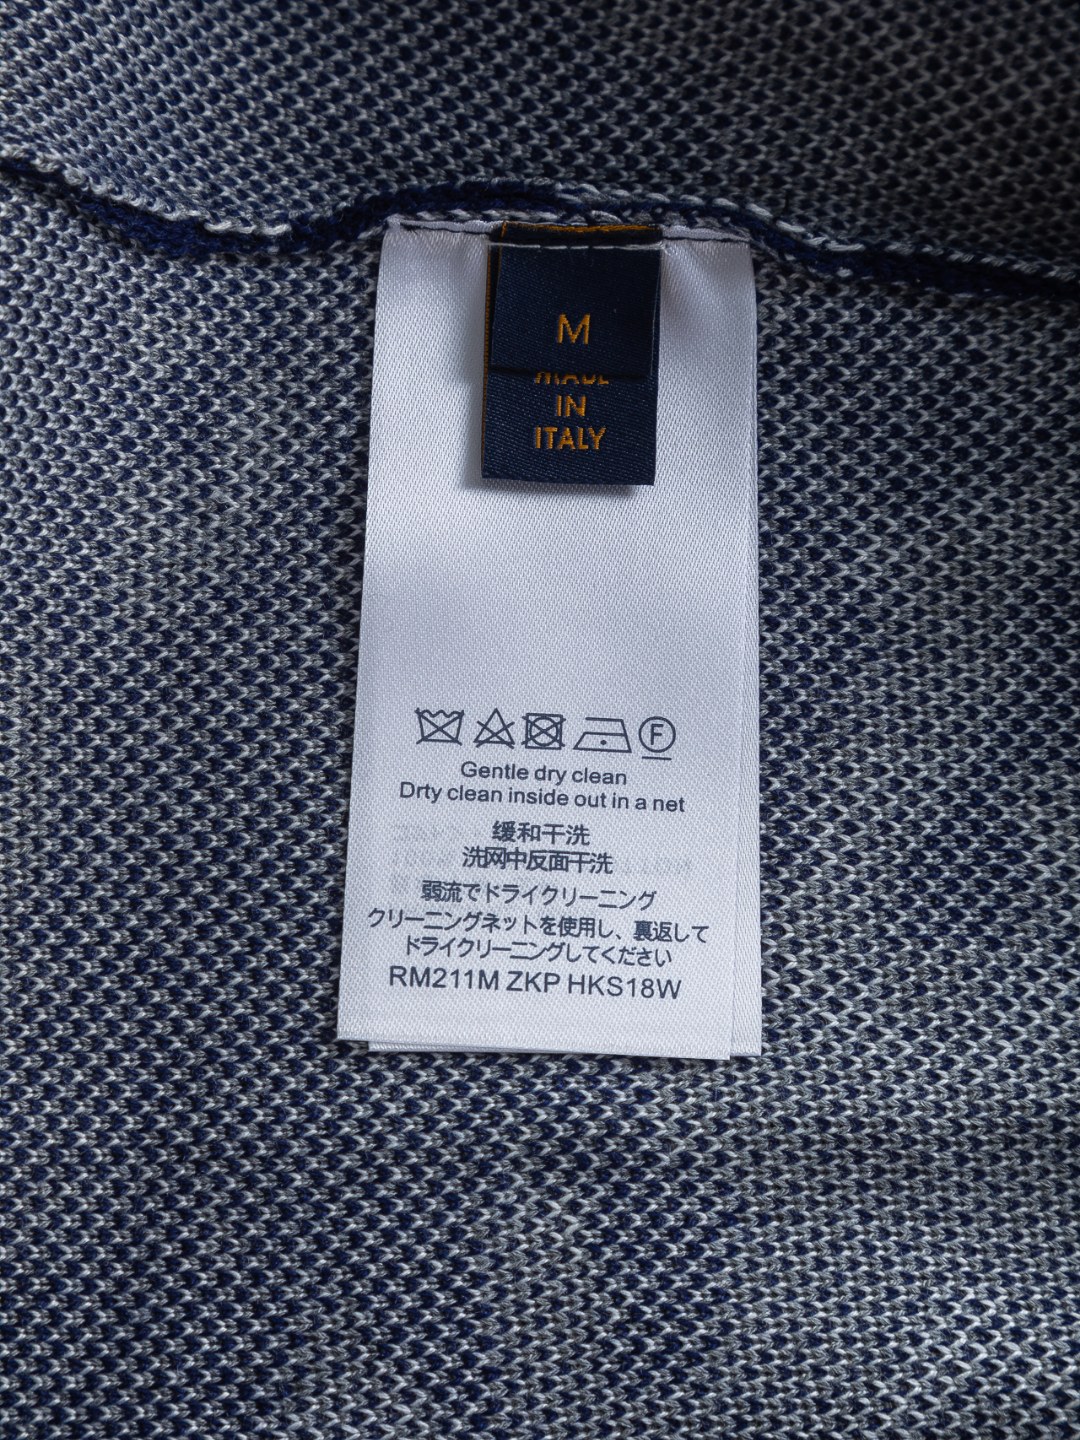 M
MADE
IN
ITALY
F
Gentle dry clean
Drty clean inside out in a net
缓和干洗
洗网中反面干洗
弱流でドライクリーニング
クリーニングネットを使用し、裏返して
ドライクリーニングしてください
RM211M ZKP HKS18W